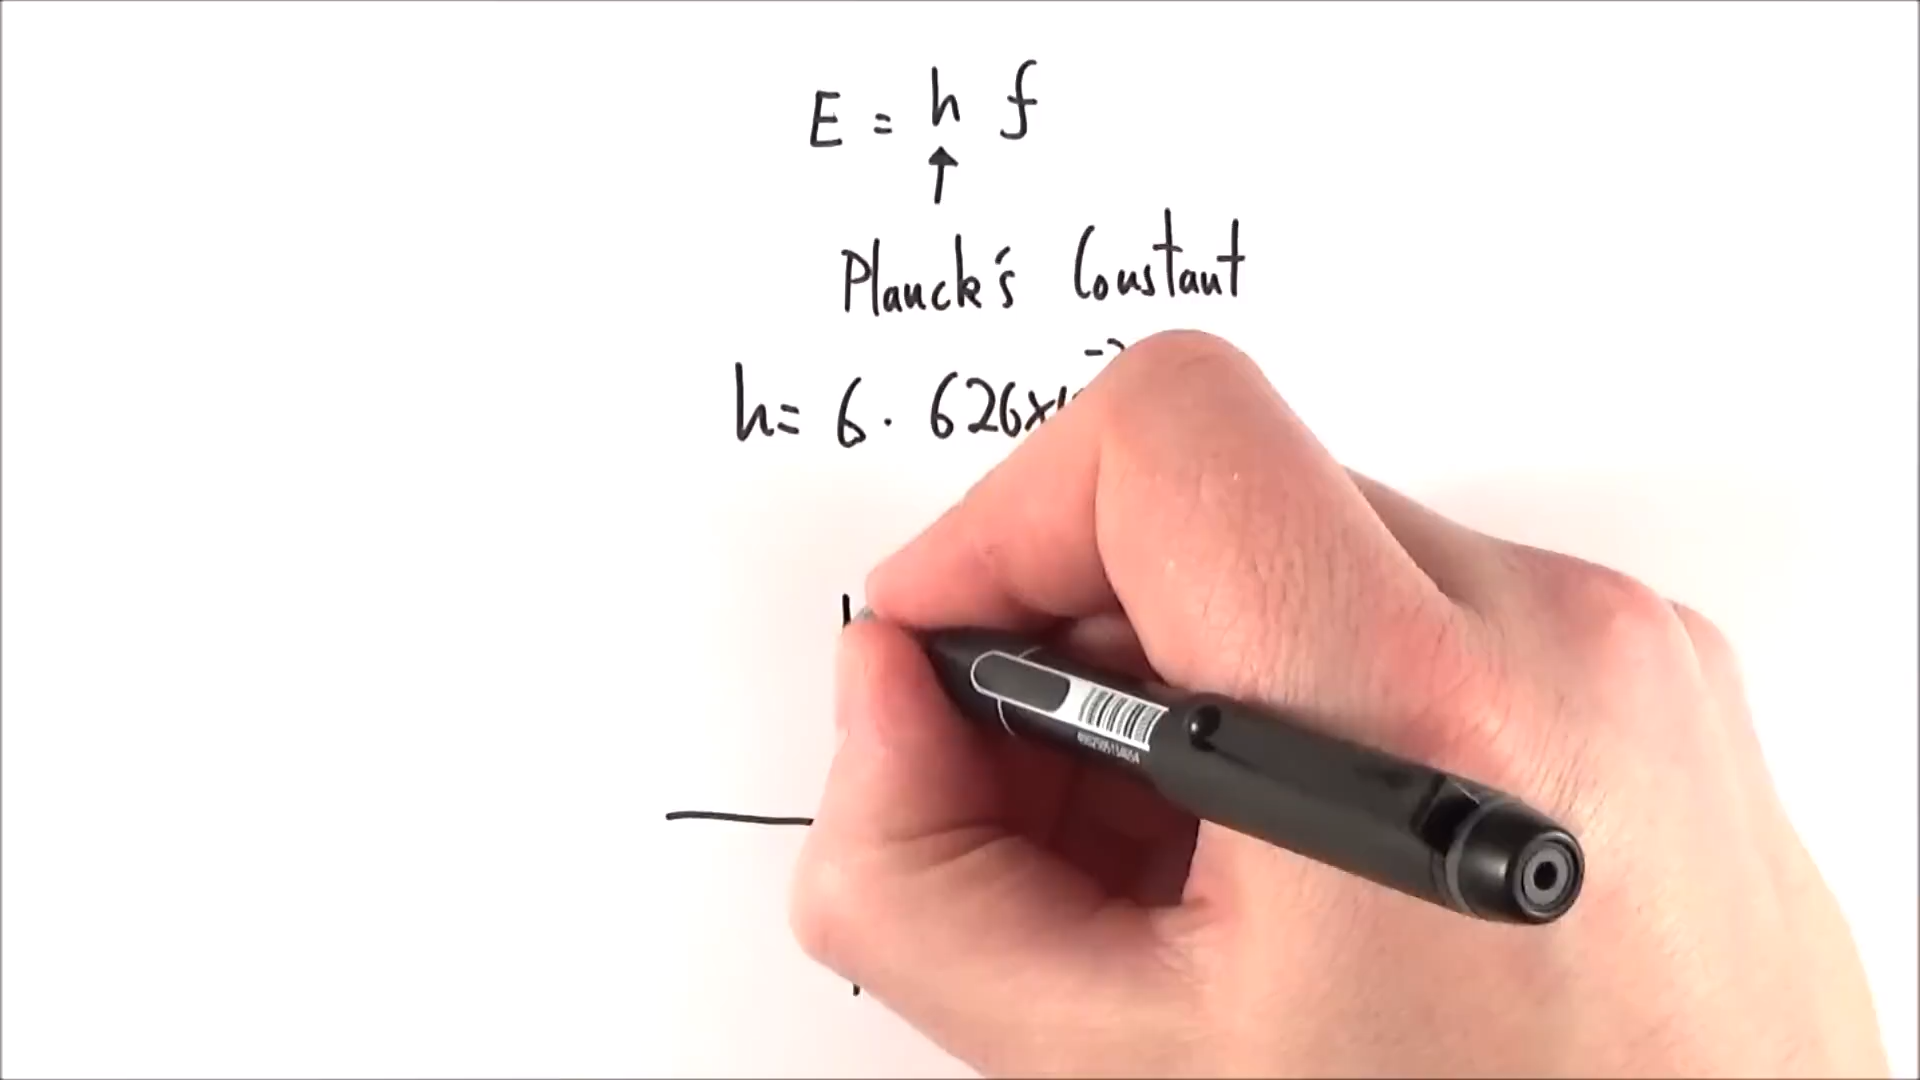 E = h f
Planck's Constant
h= 6. 626x